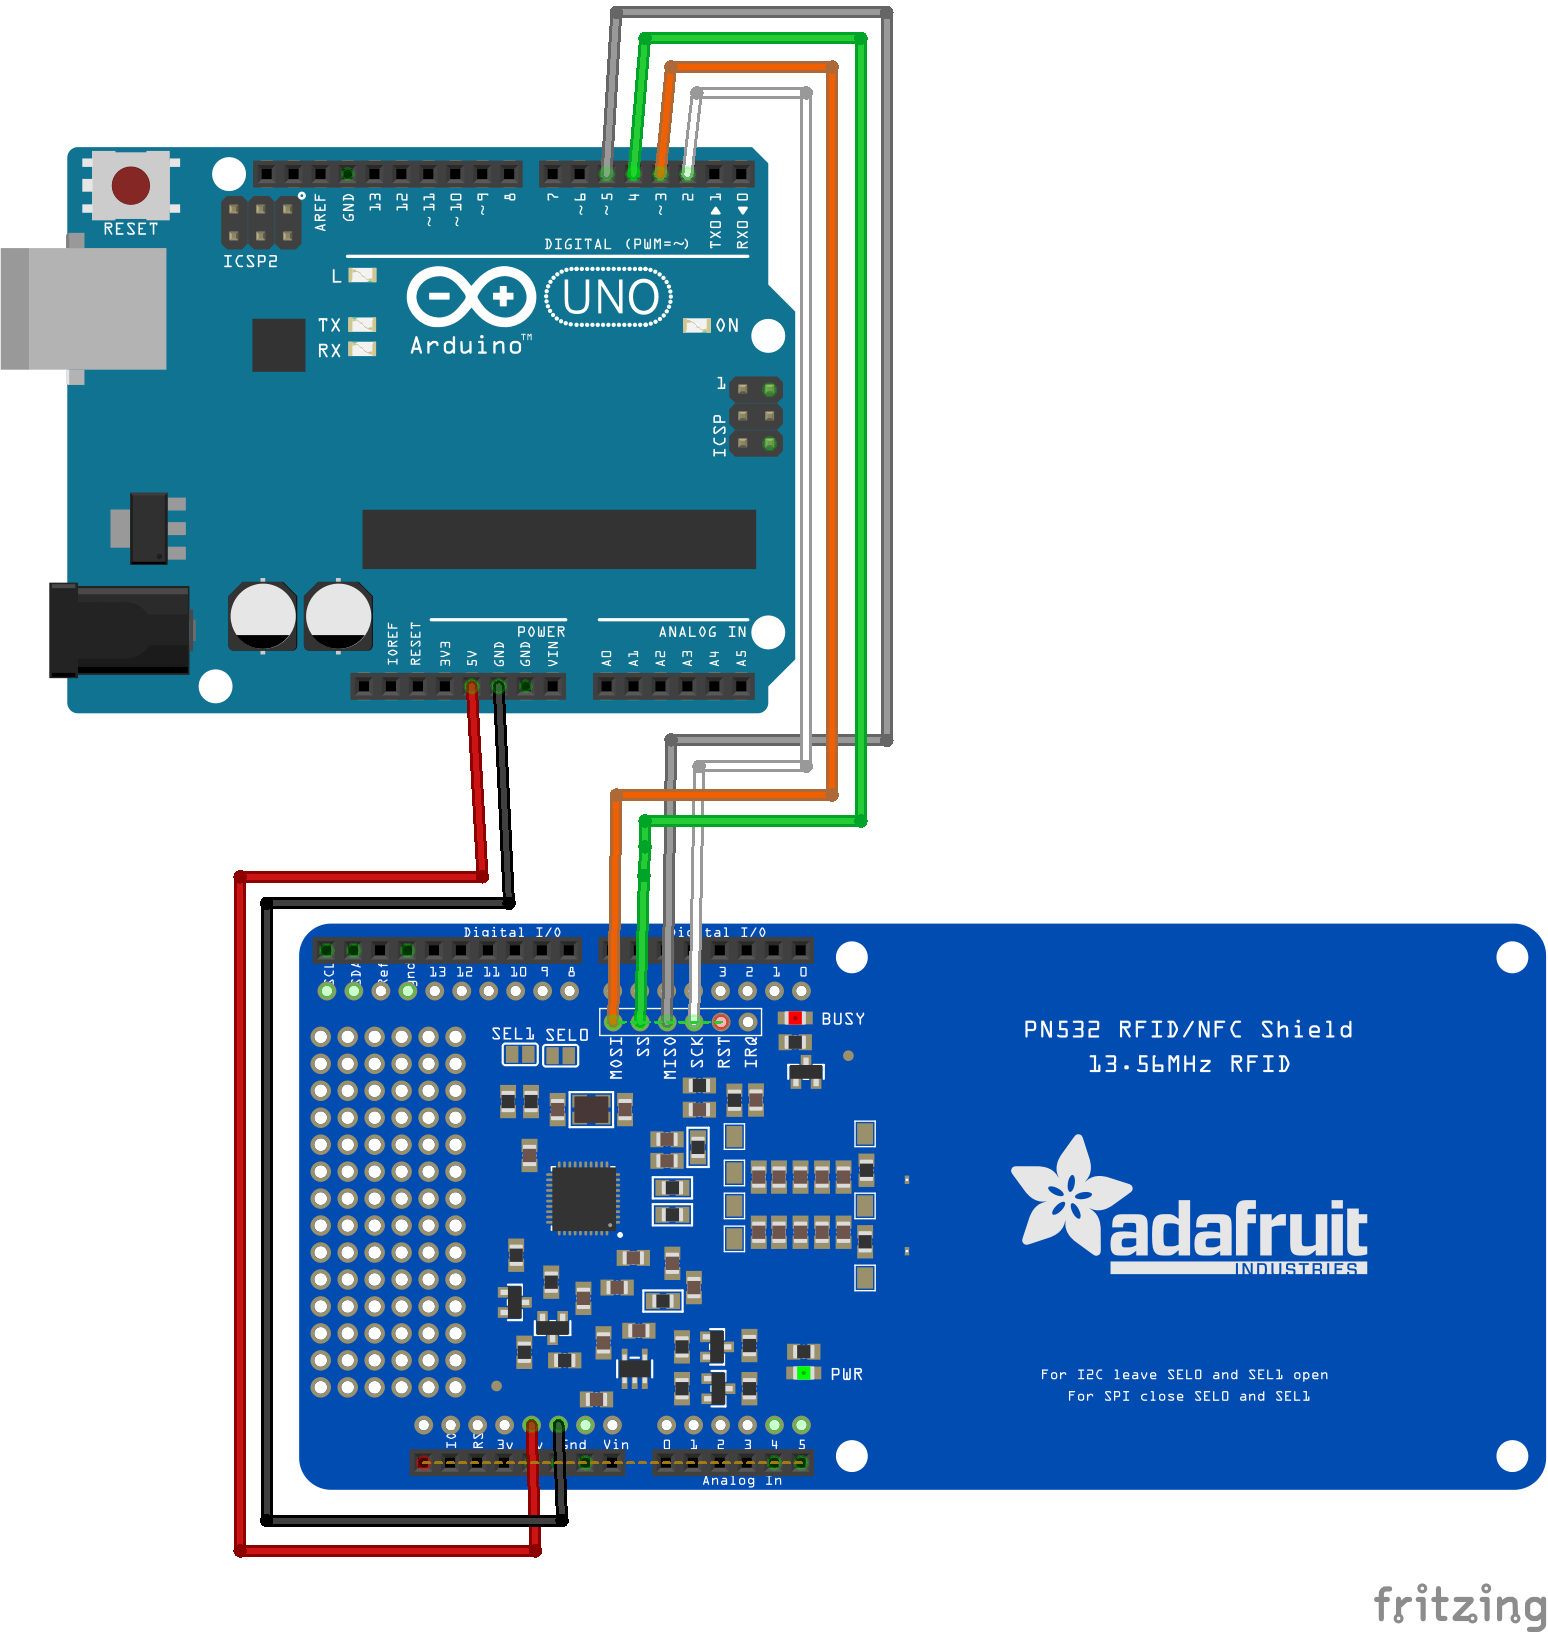 RESET
ICSP2
AREF
GND
13
12
~11
~10
~9
8
7
~6
~5
4
~3
2
TX0▶1
RX0◀0
DIGITAL (PWM=~)
L
TX
RX
Arduino™
UNO
ON
1
ICSP
POWER
ANALOG IN
IOREF
RESET
3V3
5V
GND
GND
VIN
A0
A1
A2
A3
A4
A5
Digital I/O
Digital I/O
SCL
SDA
Ref
gnd
13
12
11
10
9
8
3
2
1
0
SEL1
SEL0
MOSI
SS
MISO
SCK
RST
IRQ
BUSY
PN532 RFID/NFC Shield
13.56MHz RFID
adafruit
INDUSTRIES
For I2C leave SEL0 and SEL1 open
For SPI close SEL0 and SEL1
PWR
3v
Gnd
Vin
0
1
2
3
4
5
Analog In
fritzing